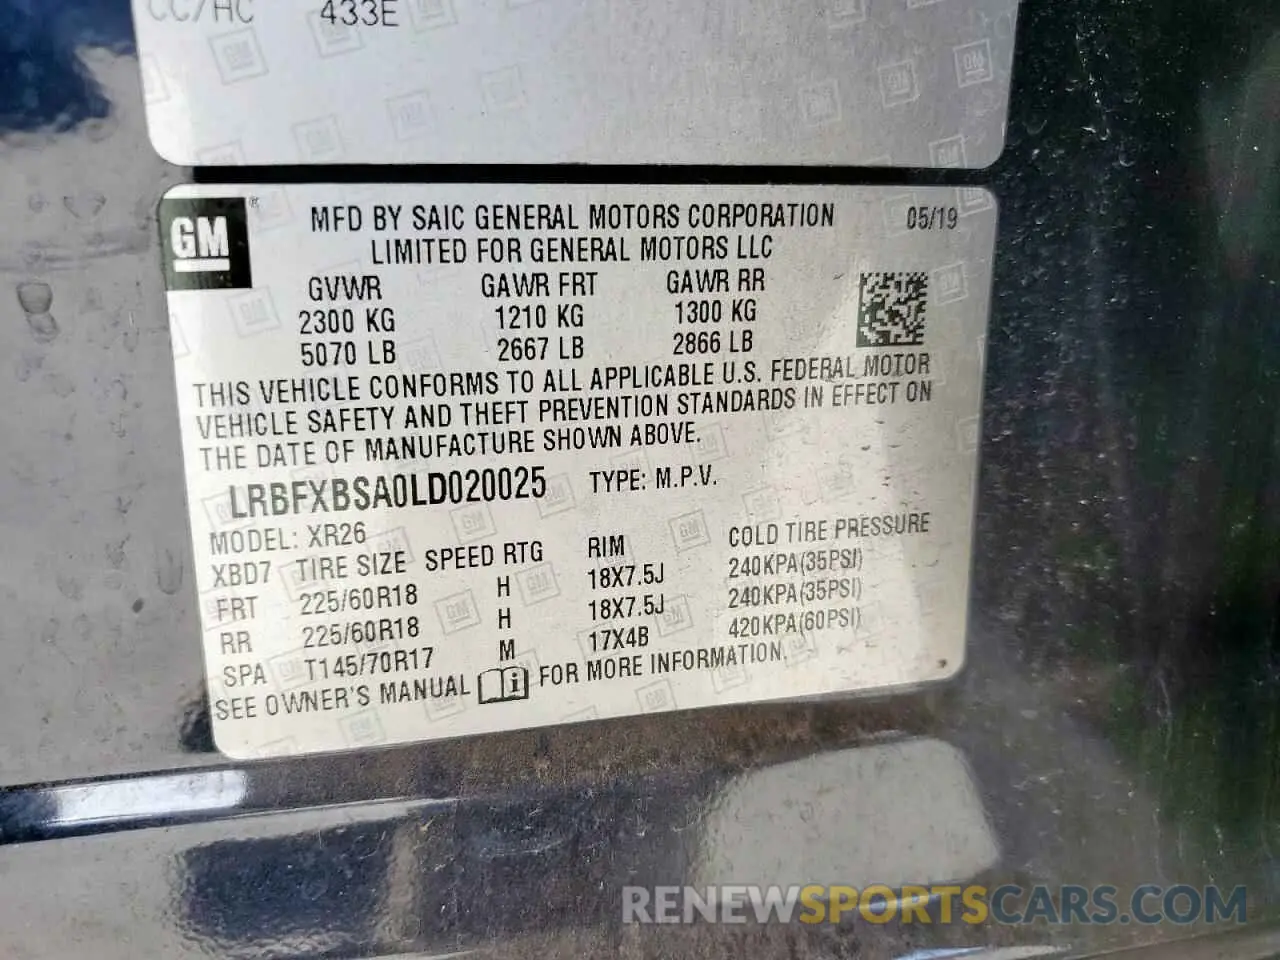 CC/HC 433E
GM ® MFD BY SAIC GENERAL MOTORS CORPORATION 05/19
LIMITED FOR GENERAL MOTORS LLC
GVWR GAWR FRT GAWR RR
2300 KG 1210 KG 1300 KG
5070 LB 2667 LB 2866 LB
THIS VEHICLE CONFORMS TO ALL APPLICABLE U.S. FEDERAL MOTOR
VEHICLE SAFETY AND THEFT PREVENTION STANDARDS IN EFFECT ON
THE DATE OF MANUFACTURE SHOWN ABOVE.
LRBFXBSA0LD020025 TYPE: M.P.V.
MODEL: XR26
XBD7 TIRE SIZE SPEED RTG RIM COLD TIRE PRESSURE
FRT 225/60R18 H 18X7.5J 240KPA(35PSI)
RR 225/60R18 H 18X7.5J 240KPA(35PSI)
SPA T145/70R17 M 17X4B 420KPA(60PSI)
SEE OWNER'S MANUAL i FOR MORE INFORMATION.
RENEWSPORTSCARS.COM